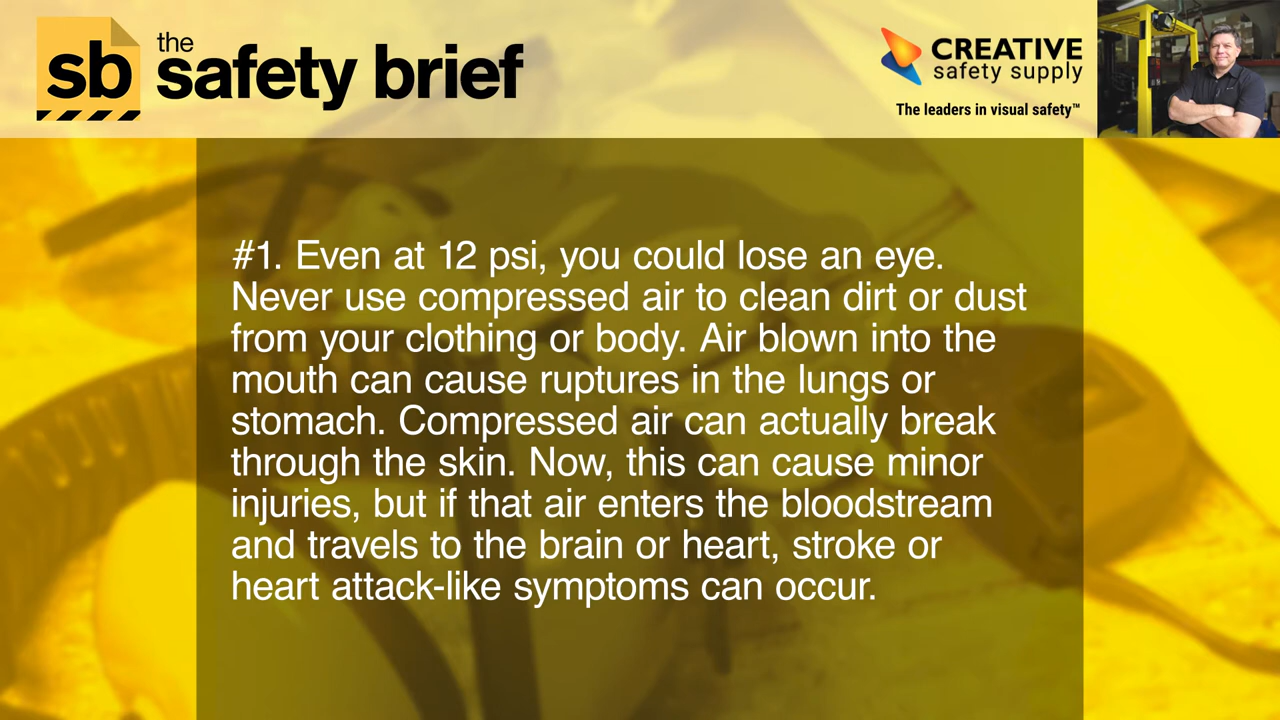 sb
the
safety brief
CREATIVE
safety supply
The leaders in visual safety™
#1. Even at 12 psi, you could lose an eye.
Never use compressed air to clean dirt or dust
from your clothing or body. Air blown into the
mouth can cause ruptures in the lungs or
stomach. Compressed air can actually break
through the skin. Now, this can cause minor
injuries, but if that air enters the bloodstream
and travels to the brain or heart, stroke or
heart attack-like symptoms can occur.